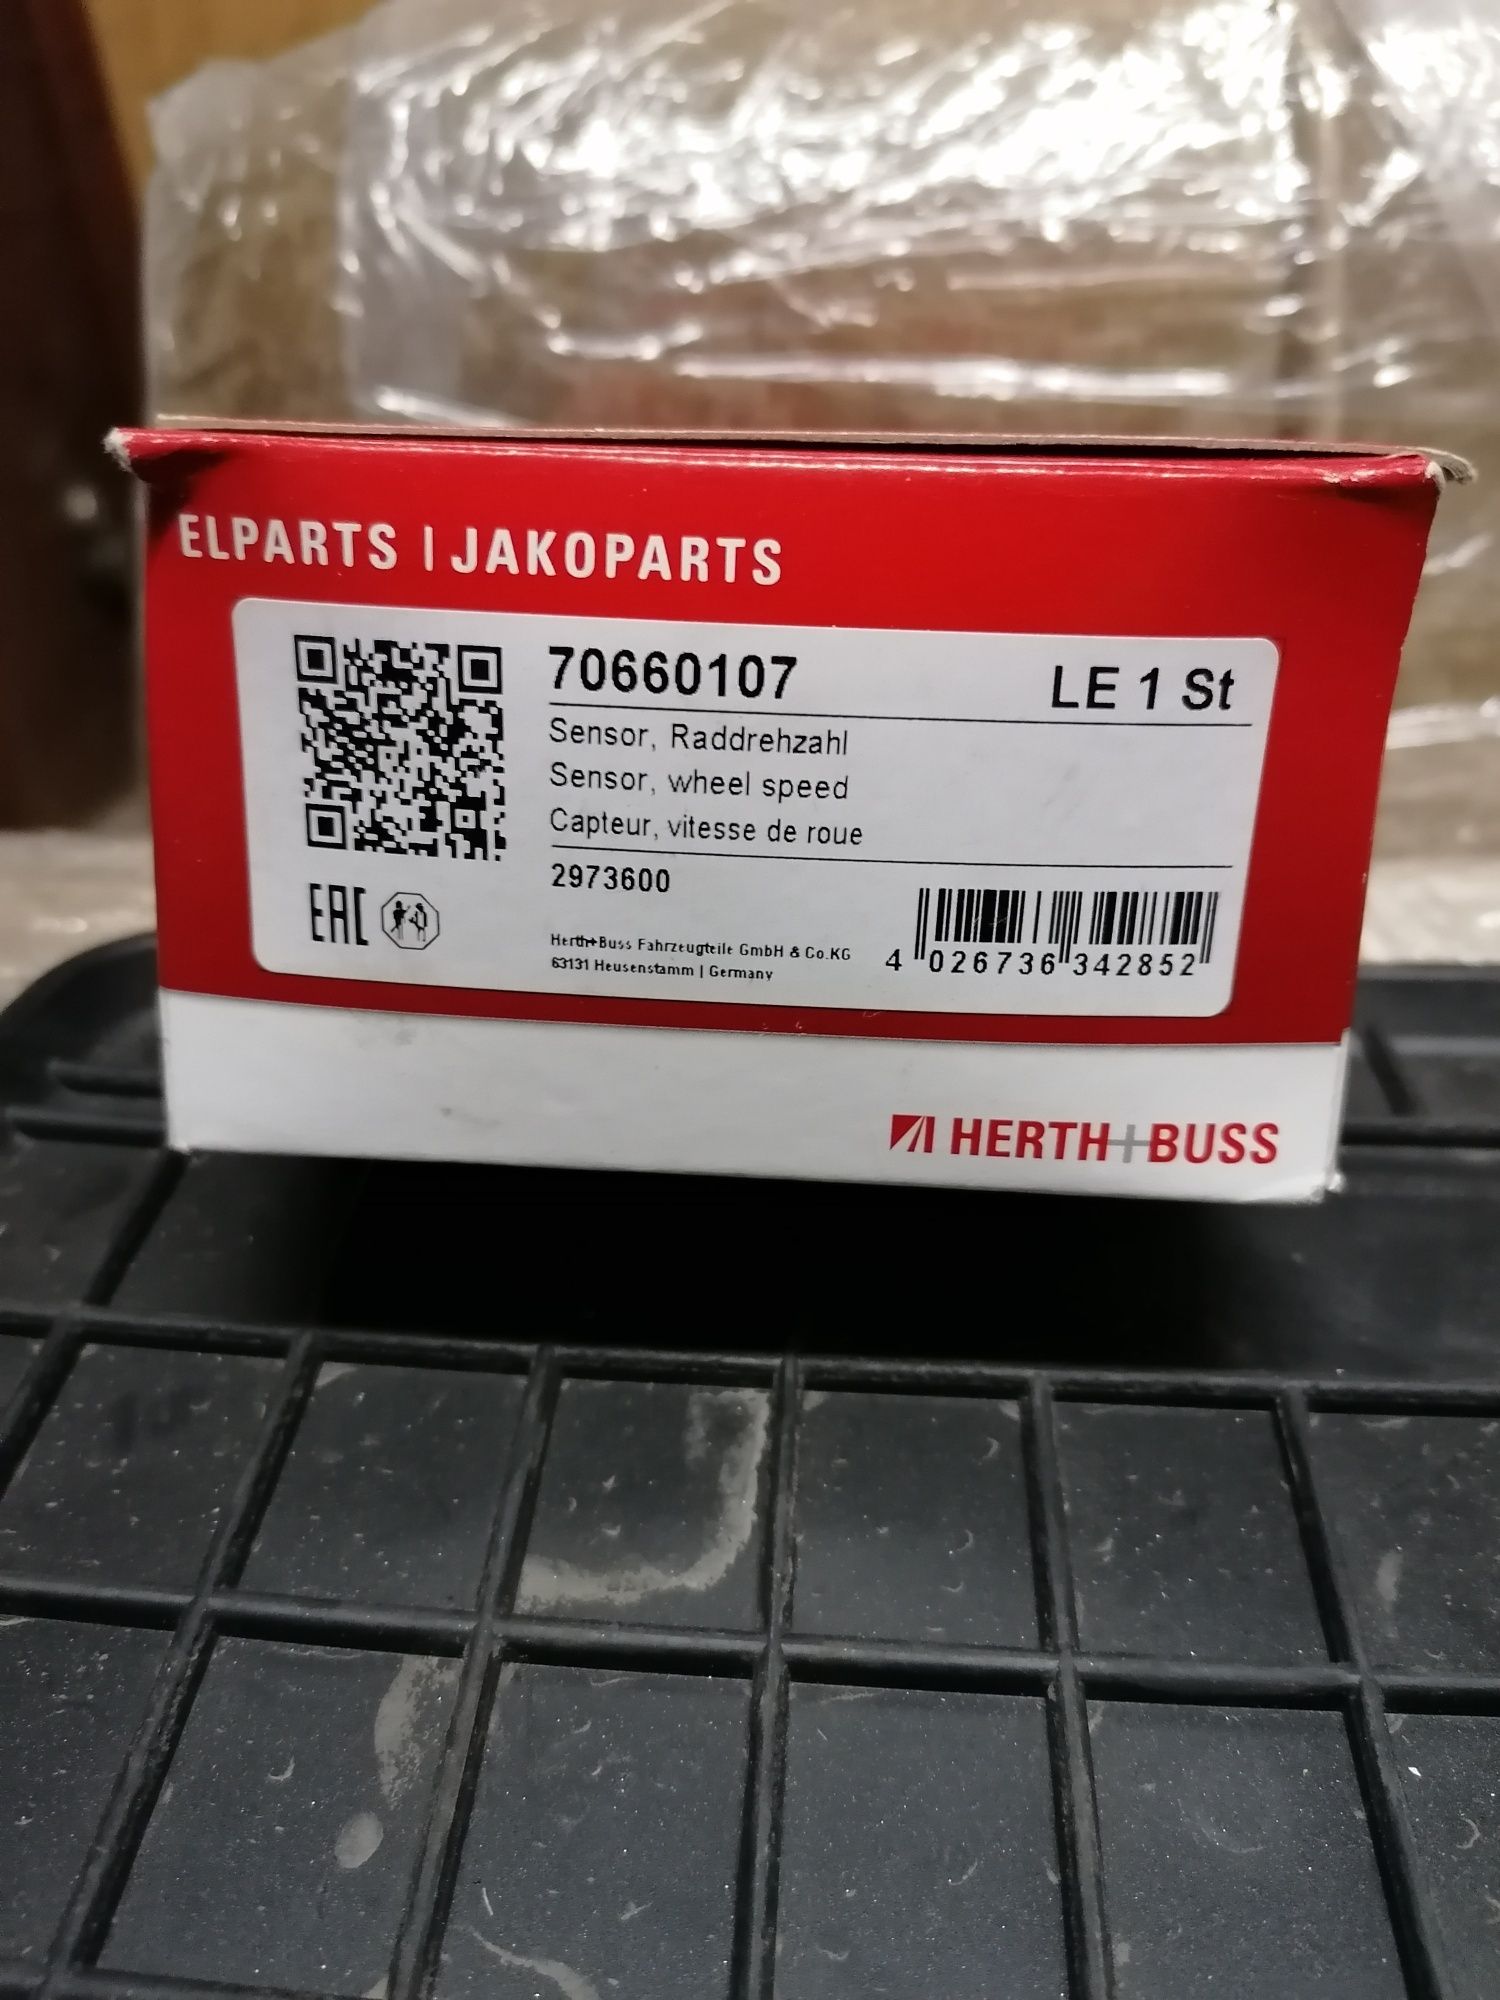 ELPARTS | JAKOPARTS
70660107 LE 1 St
Sensor, Raddrehzahl
Sensor, wheel speed
Capteur, vitesse de roue
2973600
EAC
Herth+Buss Fahrzeugteile GmbH & Co.KG
63131 Heusenstamm | Germany
4 026736 342852
HERTH+BUSS